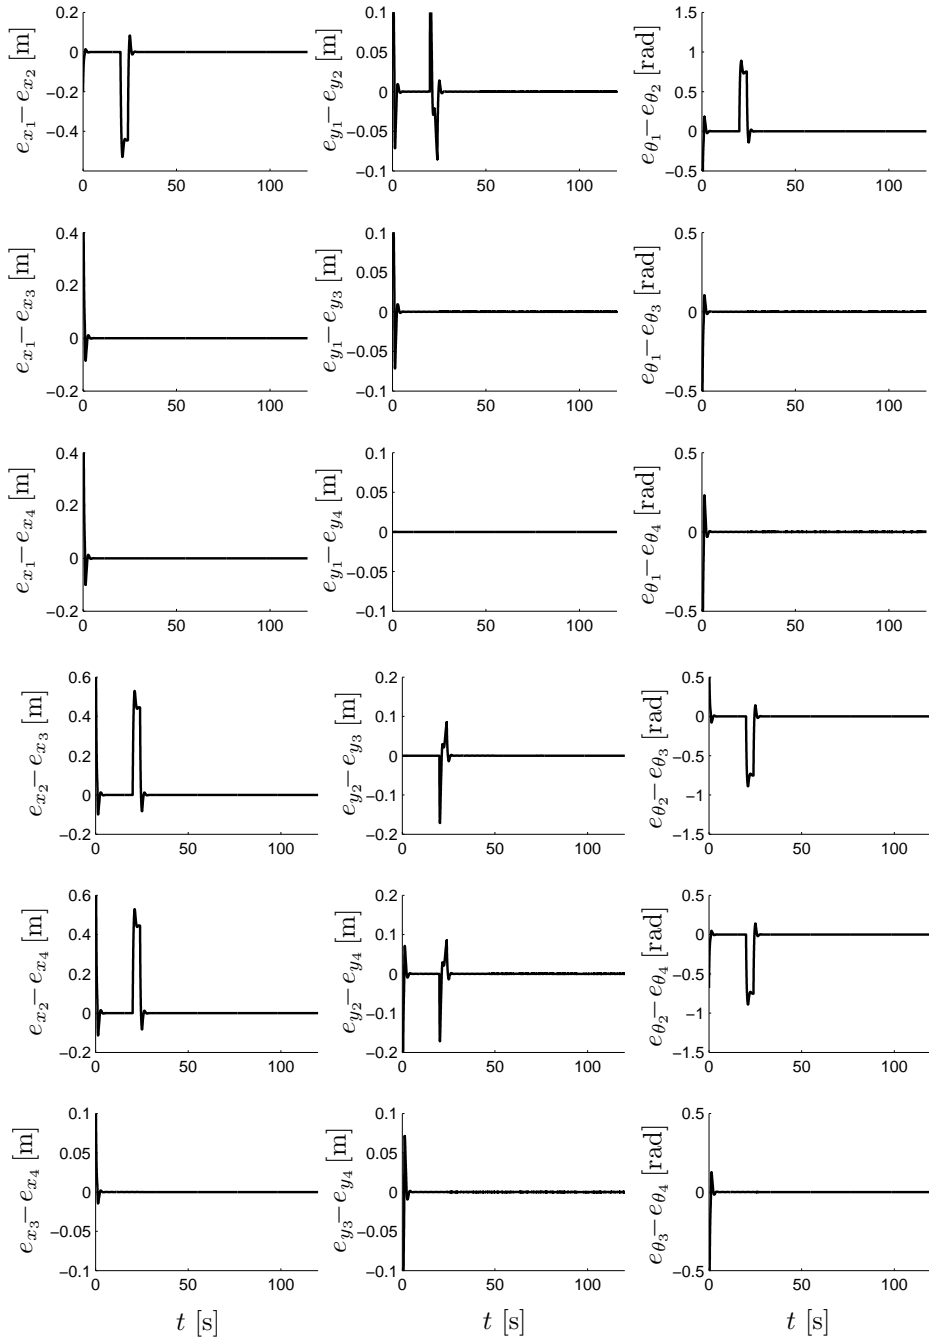 e_{x_1}−e_{x_2} [m]
0.2
0
−0.2
−0.4
0 50 100
e_{y_1}−e_{y_2} [m]
0.1
0.05
0
−0.05
−0.1
0 50 100
e_{θ_1}−e_{θ_2} [rad]
1.5
1
0.5
0
−0.5
0 50 100
e_{x_1}−e_{x_3} [m]
0.4
0.2
0
−0.2
0 50 100
e_{y_1}−e_{y_3} [m]
0.1
0.05
0
−0.05
−0.1
0 50 100
e_{θ_1}−e_{θ_3} [rad]
0.5
0
−0.5
0 50 100
e_{x_1}−e_{x_4} [m]
0.4
0.2
0
−0.2
0 50 100
e_{y_1}−e_{y_4} [m]
0.1
0.05
0
−0.05
−0.1
0 50 100
e_{θ_1}−e_{θ_4} [rad]
0.5
0
−0.5
0 50 100
e_{x_2}−e_{x_3} [m]
0.6
0.4
0.2
0
−0.2
0 50 100
e_{y_2}−e_{y_3} [m]
0.2
0.1
0
−0.1
−0.2
0 50 100
e_{θ_2}−e_{θ_3} [rad]
0.5
0
−0.5
−1
−1.5
0 50 100
e_{x_2}−e_{x_4} [m]
0.6
0.4
0.2
0
−0.2
0 50 100
e_{y_2}−e_{y_4} [m]
0.2
0.1
0
−0.1
−0.2
0 50 100
e_{θ_2}−e_{θ_4} [rad]
0.5
0
−0.5
−1
−1.5
0 50 100
e_{x_3}−e_{x_4} [m]
0.1
0.05
0
−0.05
−0.1
0 50 100
t [s]
e_{y_3}−e_{y_4} [m]
0.1
0.05
0
−0.05
−0.1
0 50 100
t [s]
e_{θ_3}−e_{θ_4} [rad]
0.5
0
−0.5
0 50 100
t [s]